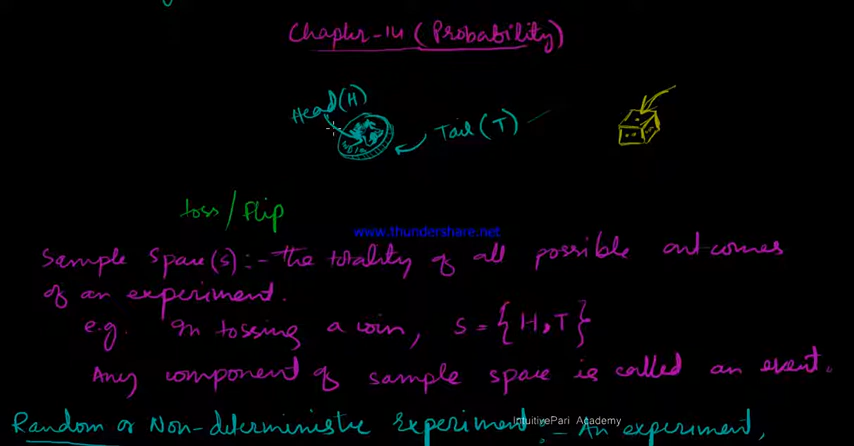 Chapter-14 (Probability)
Head (H)
Tail (T)
toss/Flip
www.thundershare.net
Sample Space(s) :- The totality of all possible outcomes
of an experiment.
e.g. In tossing a coin, S = {H, T}
Any component of sample space is called an event.
Random or Non-deterministic Experiment :- An experiment,
IntuitivePari Academy